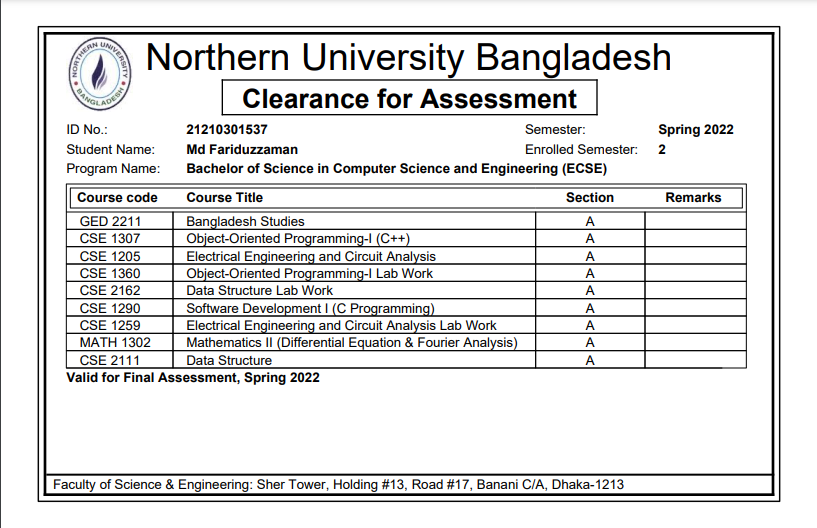 NORTHERN UNIVERSITY
BANGLADESH
Northern University Bangladesh
Clearance for Assessment
ID No.: 21210301537 Semester: Spring 2022
Student Name: Md Fariduzzaman Enrolled Semester: 2
Program Name: Bachelor of Science in Computer Science and Engineering (ECSE)
Course code Course Title Section Remarks
GED 2211 Bangladesh Studies A
CSE 1307 Object-Oriented Programming-I (C++) A
CSE 1205 Electrical Engineering and Circuit Analysis A
CSE 1360 Object-Oriented Programming-I Lab Work A
CSE 2162 Data Structure Lab Work A
CSE 1290 Software Development I (C Programming) A
CSE 1259 Electrical Engineering and Circuit Analysis Lab Work A
MATH 1302 Mathematics II (Differential Equation & Fourier Analysis) A
CSE 2111 Data Structure A
Valid for Final Assessment, Spring 2022
Faculty of Science & Engineering: Sher Tower, Holding #13, Road #17, Banani C/A, Dhaka-1213